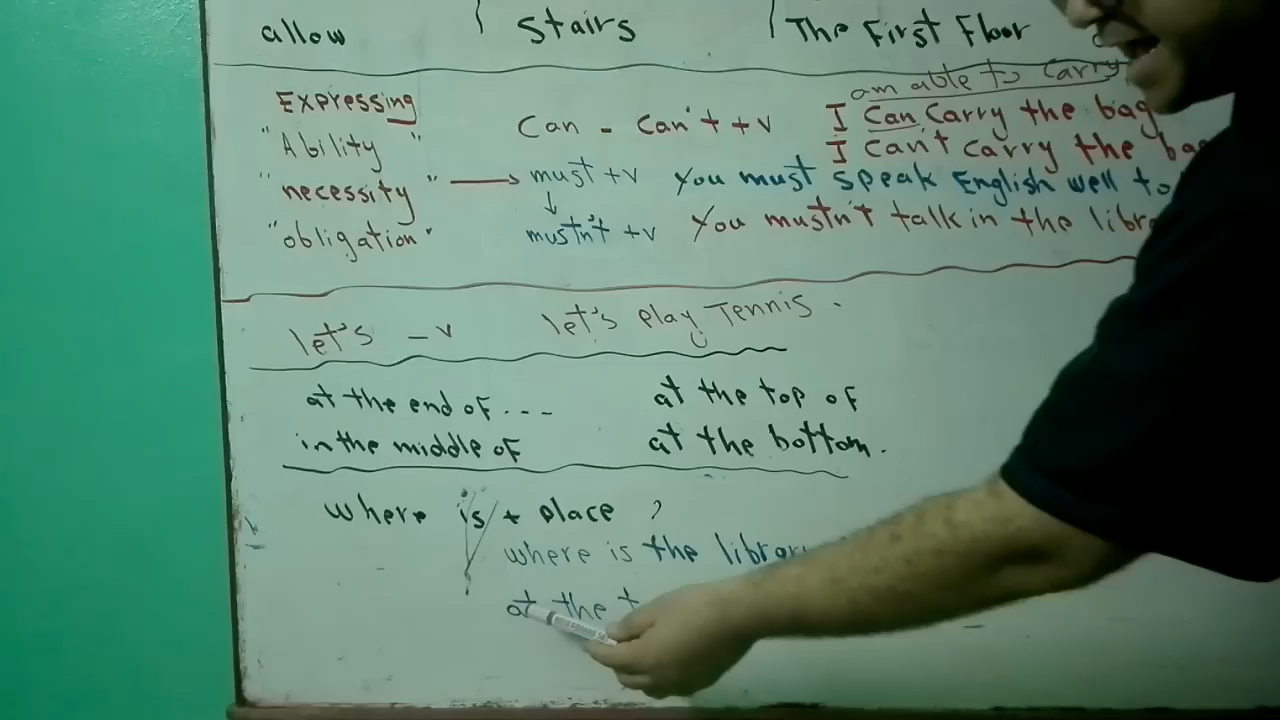 allow Stairs The First Floor
am able to carry
Expressing Can - Can't + v I Can Carry the bag
"Ability" I can't carry the
"necessity" must + v You must speak English well to
"obligation" mustn't + v You mustn't talk in the
let's - v let's play Tennis.
at the end of ... at the top of
in the middle of at the bottom.
where is + place ?
where is the
at the